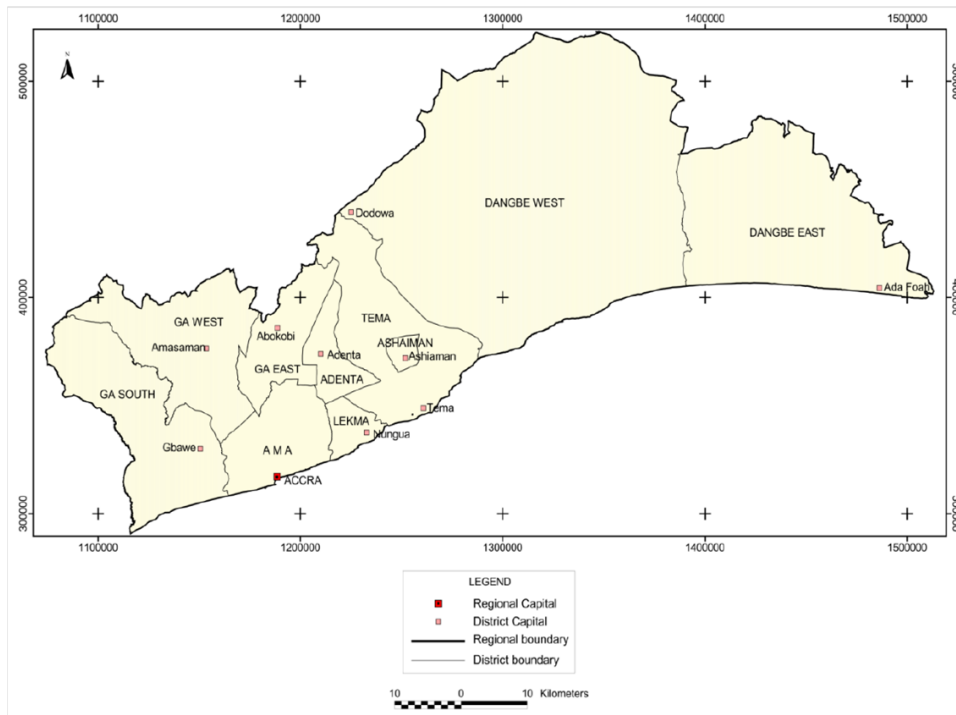 1100000 1200000 1300000 1400000 1500000
N
500000
DANGBE WEST
Dodowa
DANGBE EAST
400000
Ada Foah
GA WEST
TEMA
Abokobi
ASHAIMAN
Amasaman
Adenta
Ashiaman
GA EAST
ADENTA
GA SOUTH
Tema
LEKMA
Nungua
Gbawe
A M A
ACCRA
300000
1100000 1200000 1300000 1400000 1500000
LEGEND
Regional Capital
District Capital
Regional boundary
District boundary
10 0 10 Kilometers